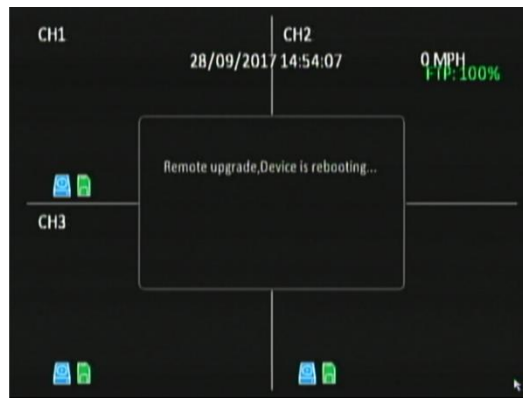 CH1
CH2
28/09/2017 14:54:07
0 MPH
FTP: 100%
Remote upgrade,Device is rebooting...
CH3